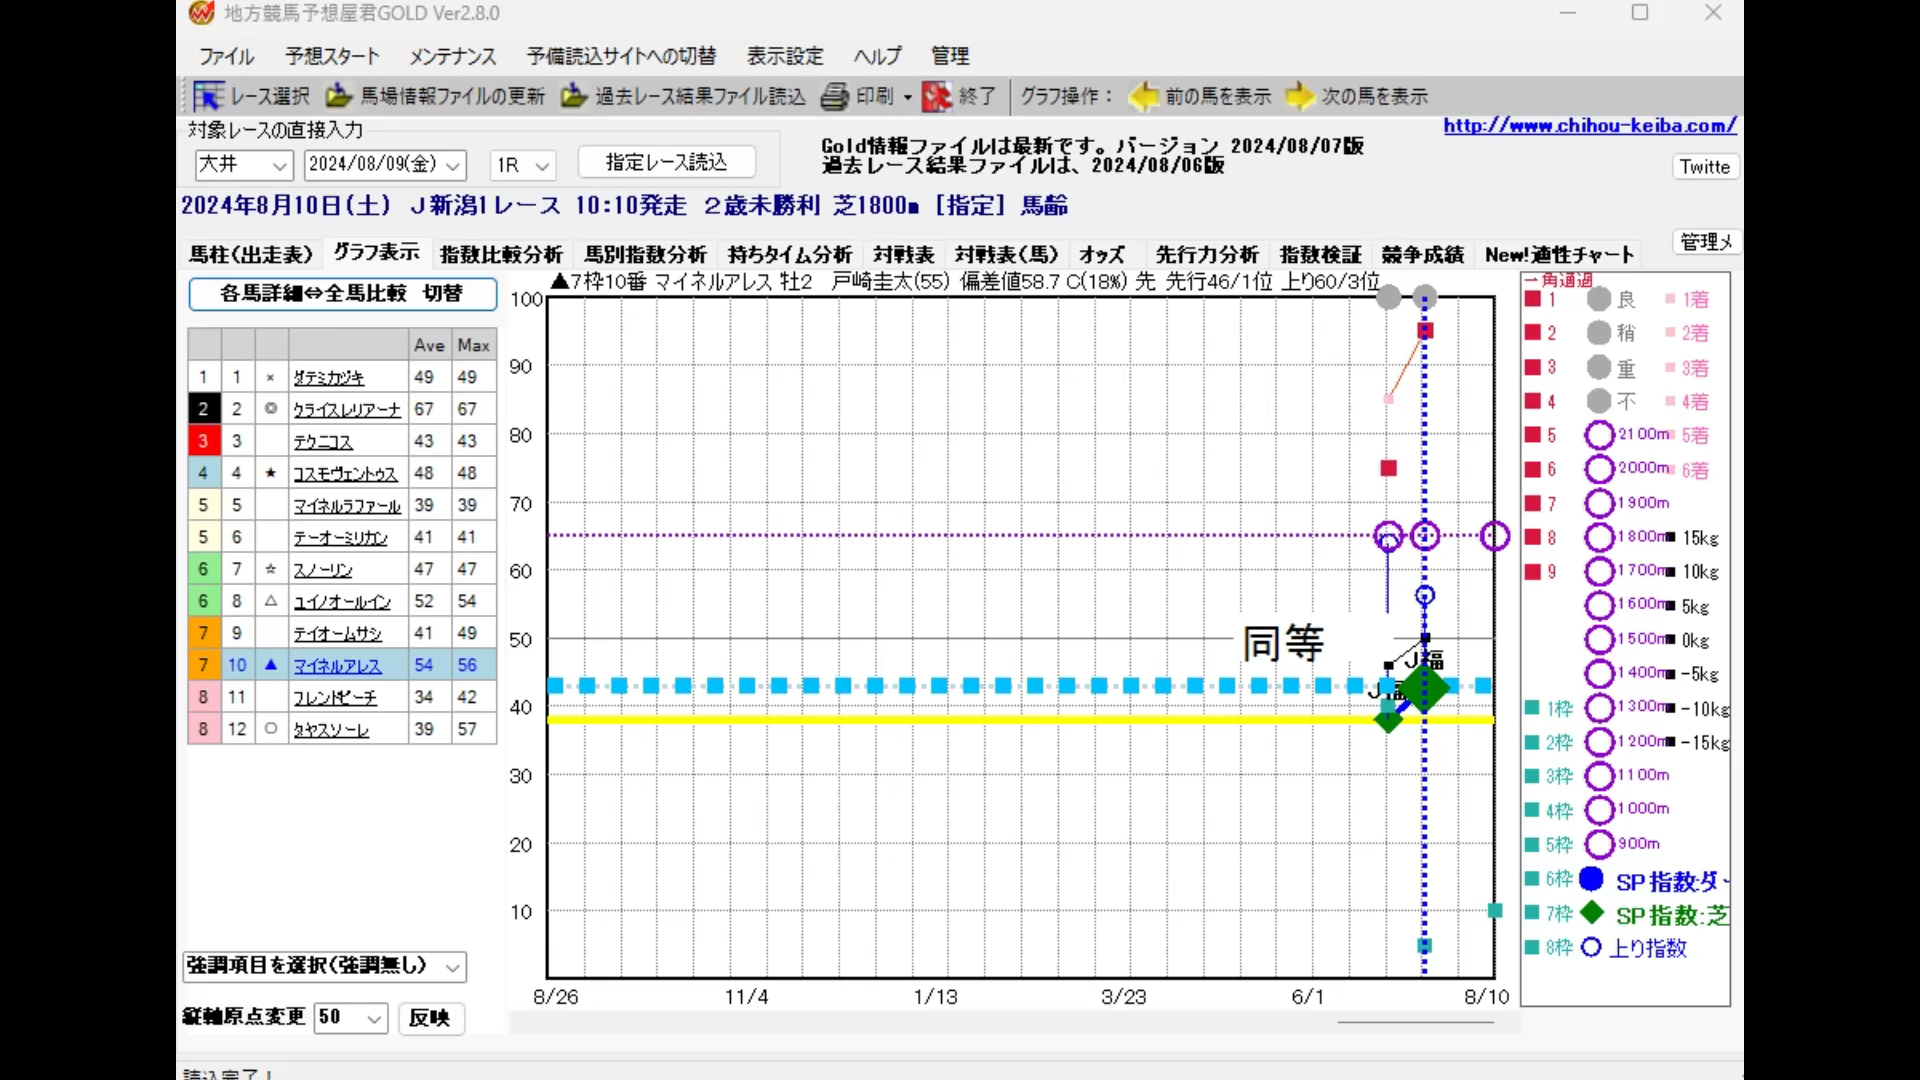 地方競馬予想屋君GOLD Ver2.8.0
ファイル 予想スタート メンテナンス 予備読込サイトへの切替 表示設定 ヘルプ 管理
レース選択 馬場情報ファイルの更新 過去レース結果ファイル読込 印刷 終了 グラフ操作： 前の馬を表示 次の馬を表示
対象レースの直接入力
大井 2024/08/09(金) 1R 指定レース読込
Gold情報ファイルは最新です。バージョン 2024/08/07版
過去レース結果ファイルは、2024/08/06版
http://www.chihou-keiba.com/
Twitte
2024年8月10日(土) J新潟1レース 10:10発走 2歳未勝利 芝1800m [指定] 馬齢
管理メ
馬柱(出走表) グラフ表示 指数比較分析 馬別指数分析 持ちタイム分析 対戦表 対戦表(馬) オッズ 先行力分析 指数検証 競争成績 New!適性チャート
各馬詳細⇔全馬比較 切替
▲7枠10番 マイネルアレス 牡2 戸崎圭太(55) 偏差値58.7 C(18%) 先 先行46/1位 上り60/3位
Ave Max
1 1 × ダテミカヅキ 49 49
2 2 ◎ クライスレリアーナ 67 67
3 3 テクニコス 43 43
4 4 ★ コスモヴェントゥス 48 48
5 5 マイネルラファール 39 39
5 6 テーオーミリカン 41 41
6 7 ☆ スノーリン 47 47
6 8 △ ユイノオールイン 52 54
7 9 テイオームサシ 41 49
7 10 ▲ マイネルアレス 54 56
8 11 フレンドピーチ 34 42
8 12 ○ タヤスソーレ 39 57
強調項目を選択(強調無し)
縦軸原点変更 50 反映
100
90
80
70
60
50
40
30
20
10
同等
J福
J福
8/26 11/4 1/13 3/23 6/1 8/10
一角通過
1 良 1着
2 稍 2着
3 重 3着
4 不 4着
5 2100m 5着
6 2000m 6着
7 1900m
8 1800m 15kg
9 1700m 10kg
1600m 5kg
1500m 0kg
1400m -5kg
1枠 1300m -10kg
2枠 1200m -15kg
3枠 1100m
4枠 1000m
5枠 900m
6枠 SP指数:ダ
7枠 SP指数:芝
8枠 上り指数
読込完了！